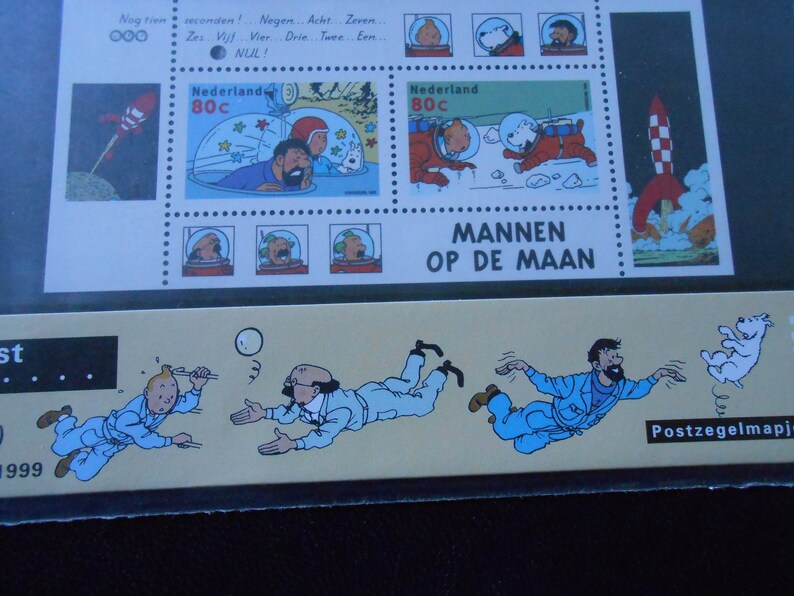 Nog tien seconden!.. Negen... Acht... Zeven...
Zes.. Vijf... Vier... Drie... Twee... Een...
NUL!
Nederland
80c
Nederland
80c
MANNEN
OP DE MAAN
st
.....
)
1999
Postzegelmapj